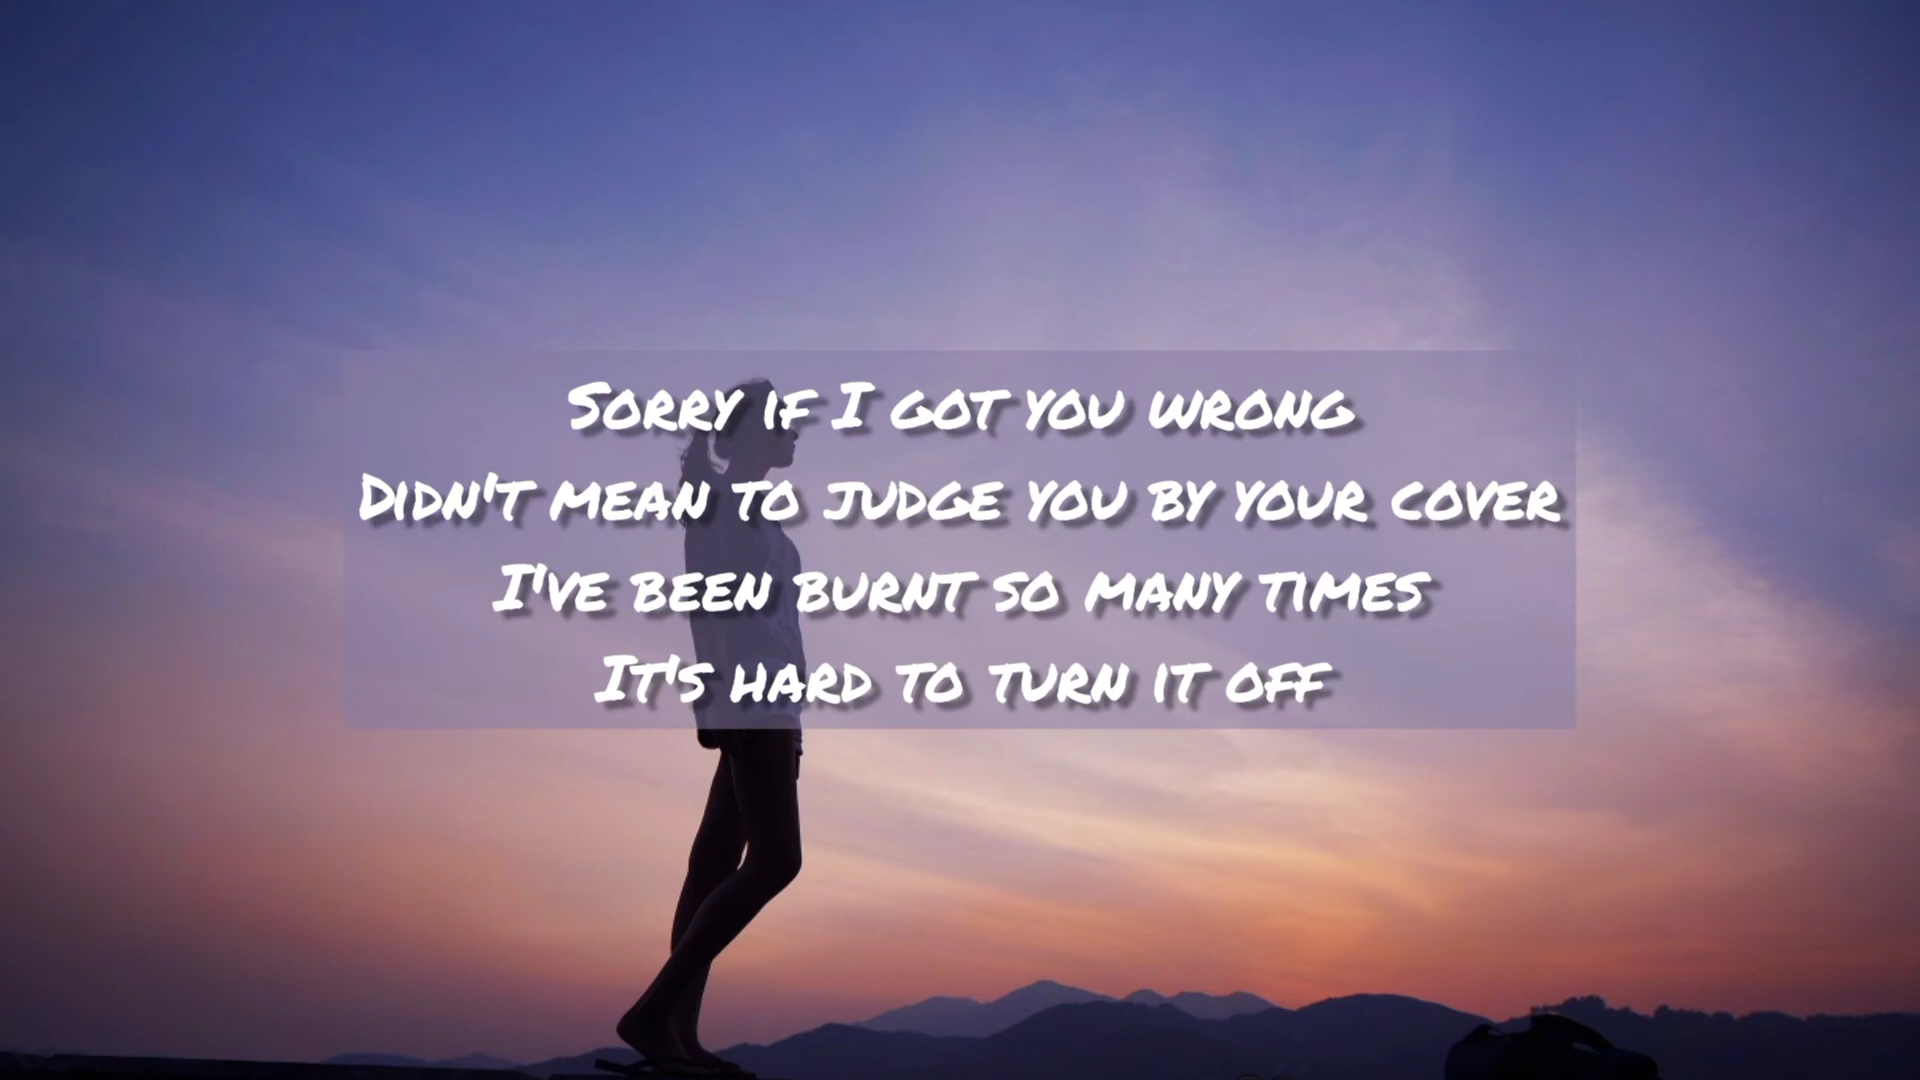 Sorry if I got you wrong
Didn't mean to judge you by your cover
I've been burnt so many times
It's hard to turn it off